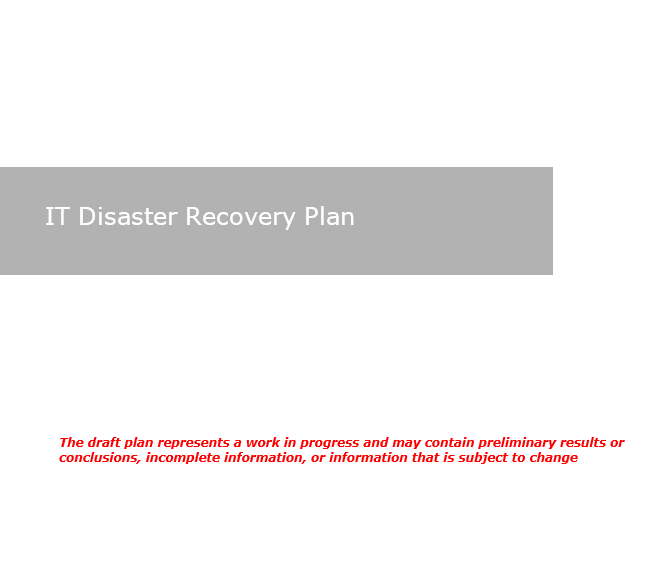 IT Disaster Recovery Plan
The draft plan represents a work in progress and may contain preliminary results or
conclusions, incomplete information, or information that is subject to change